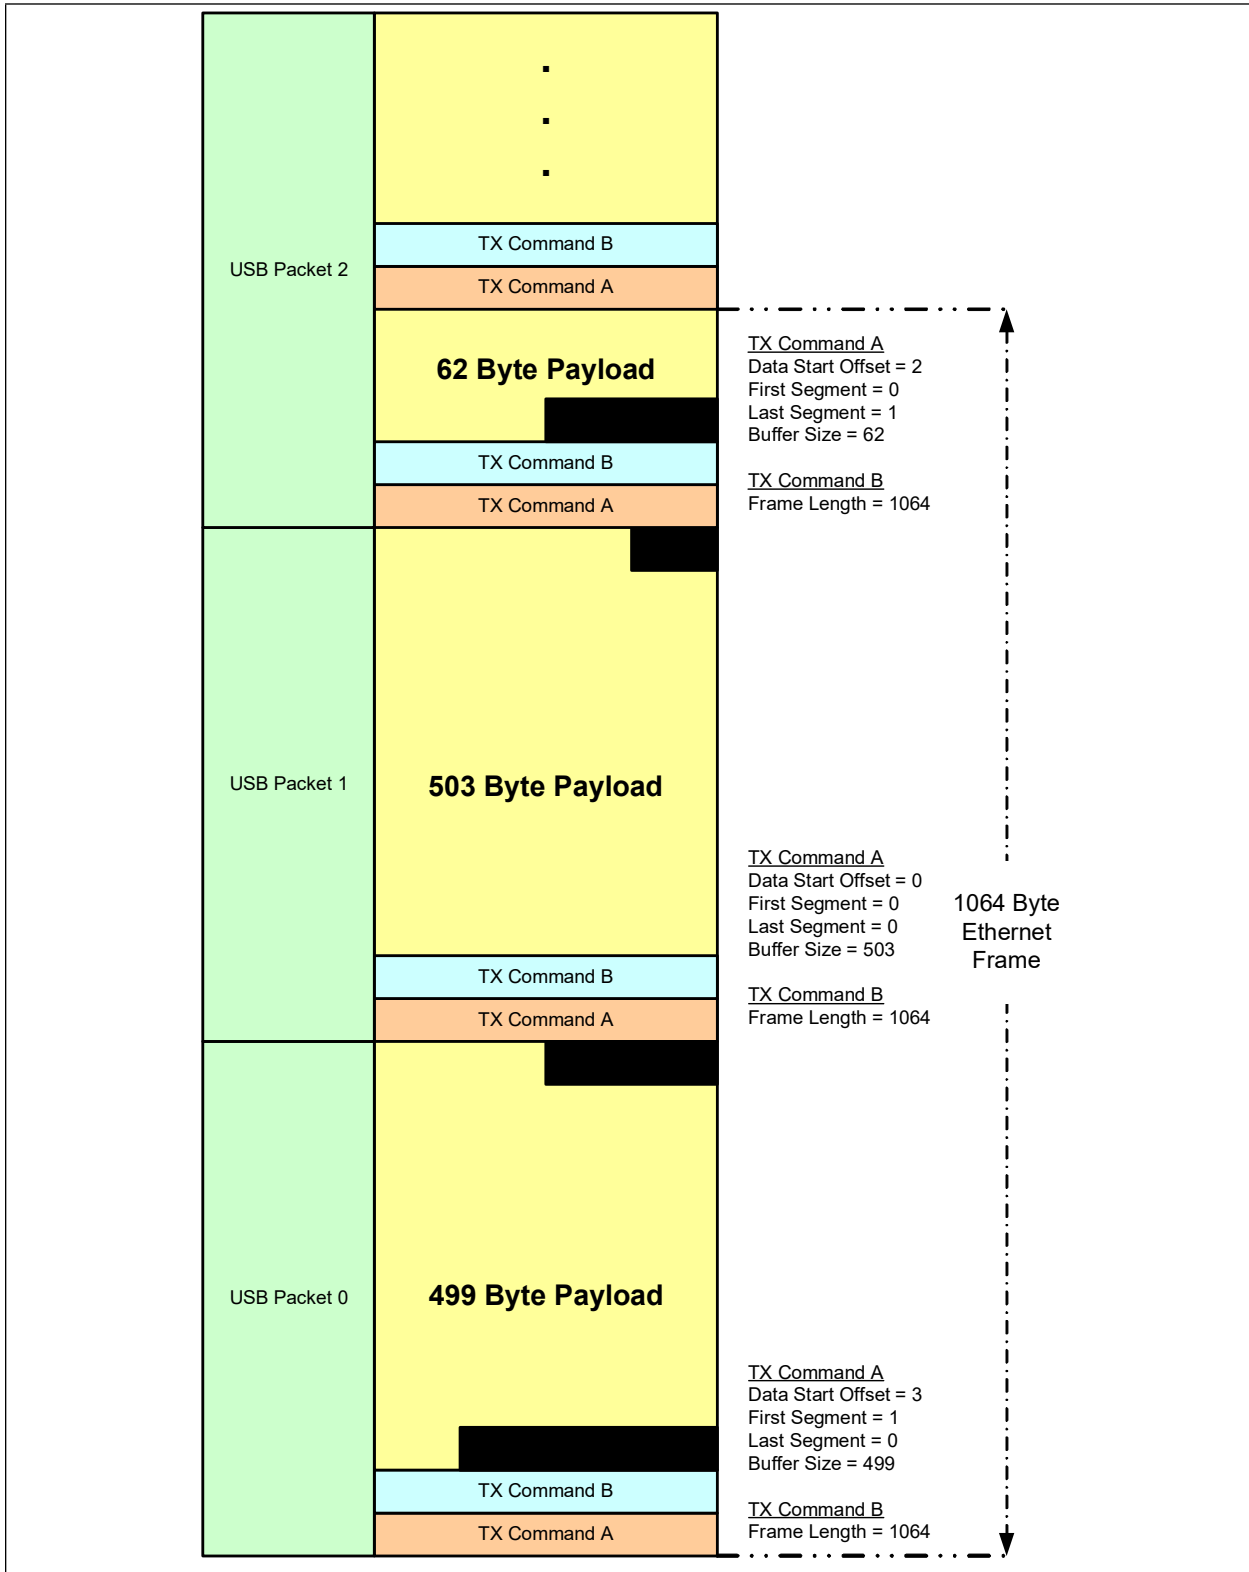 TX Command B
USB Packet 2
TX Command A
62 Byte Payload
TX Command A
Data Start Offset = 2
First Segment = 0
Last Segment = 1
Buffer Size = 62
TX Command B
TX Command B
Frame Length = 1064
TX Command A
USB Packet 1
503 Byte Payload
TX Command A
Data Start Offset = 0
First Segment = 0
Last Segment = 0
Buffer Size = 503
1064 Byte
Ethernet
Frame
TX Command B
TX Command B
Frame Length = 1064
TX Command A
USB Packet 0
499 Byte Payload
TX Command A
Data Start Offset = 3
First Segment = 1
Last Segment = 0
Buffer Size = 499
TX Command B
TX Command B
Frame Length = 1064
TX Command A